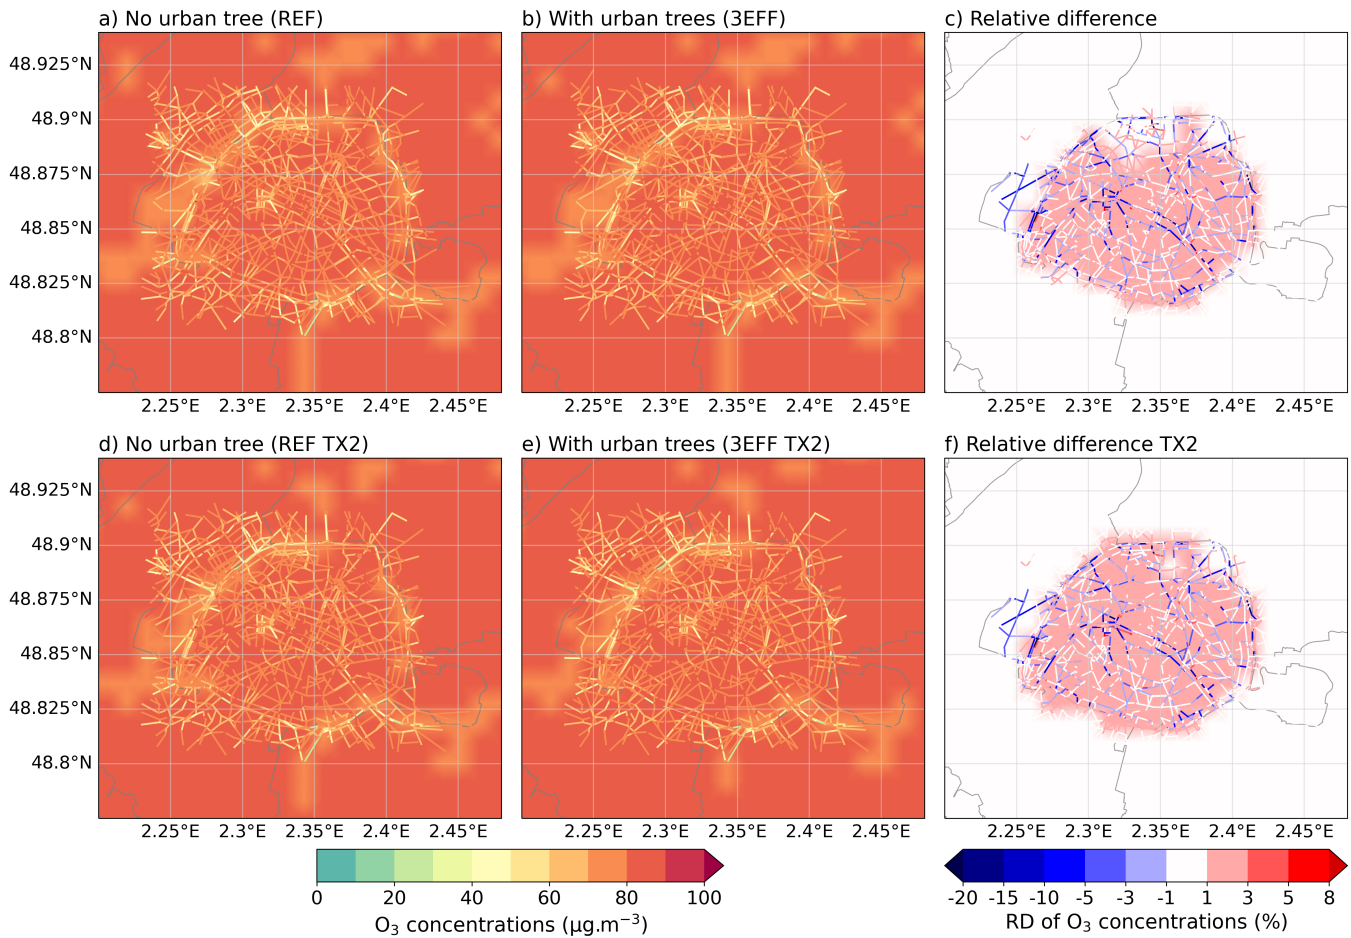 a) No urban tree (REF)
b) With urban trees (3EFF)
c) Relative difference
48.925°N
48.9°N
48.875°N
48.85°N
48.825°N
48.8°N
2.25°E 2.3°E 2.35°E 2.4°E 2.45°E
2.25°E 2.3°E 2.35°E 2.4°E 2.45°E
2.25°E 2.3°E 2.35°E 2.4°E 2.45°E
d) No urban tree (REF TX2)
e) With urban trees (3EFF TX2)
f) Relative difference TX2
48.925°N
48.9°N
48.875°N
48.85°N
48.825°N
48.8°N
2.25°E 2.3°E 2.35°E 2.4°E 2.45°E
2.25°E 2.3°E 2.35°E 2.4°E 2.45°E
2.25°E 2.3°E 2.35°E 2.4°E 2.45°E
0 20 40 60 80 100
O₃ concentrations (μg.m⁻³)
-20 -15 -10 -5 -3 -1 1 3 5 8
RD of O₃ concentrations (%)